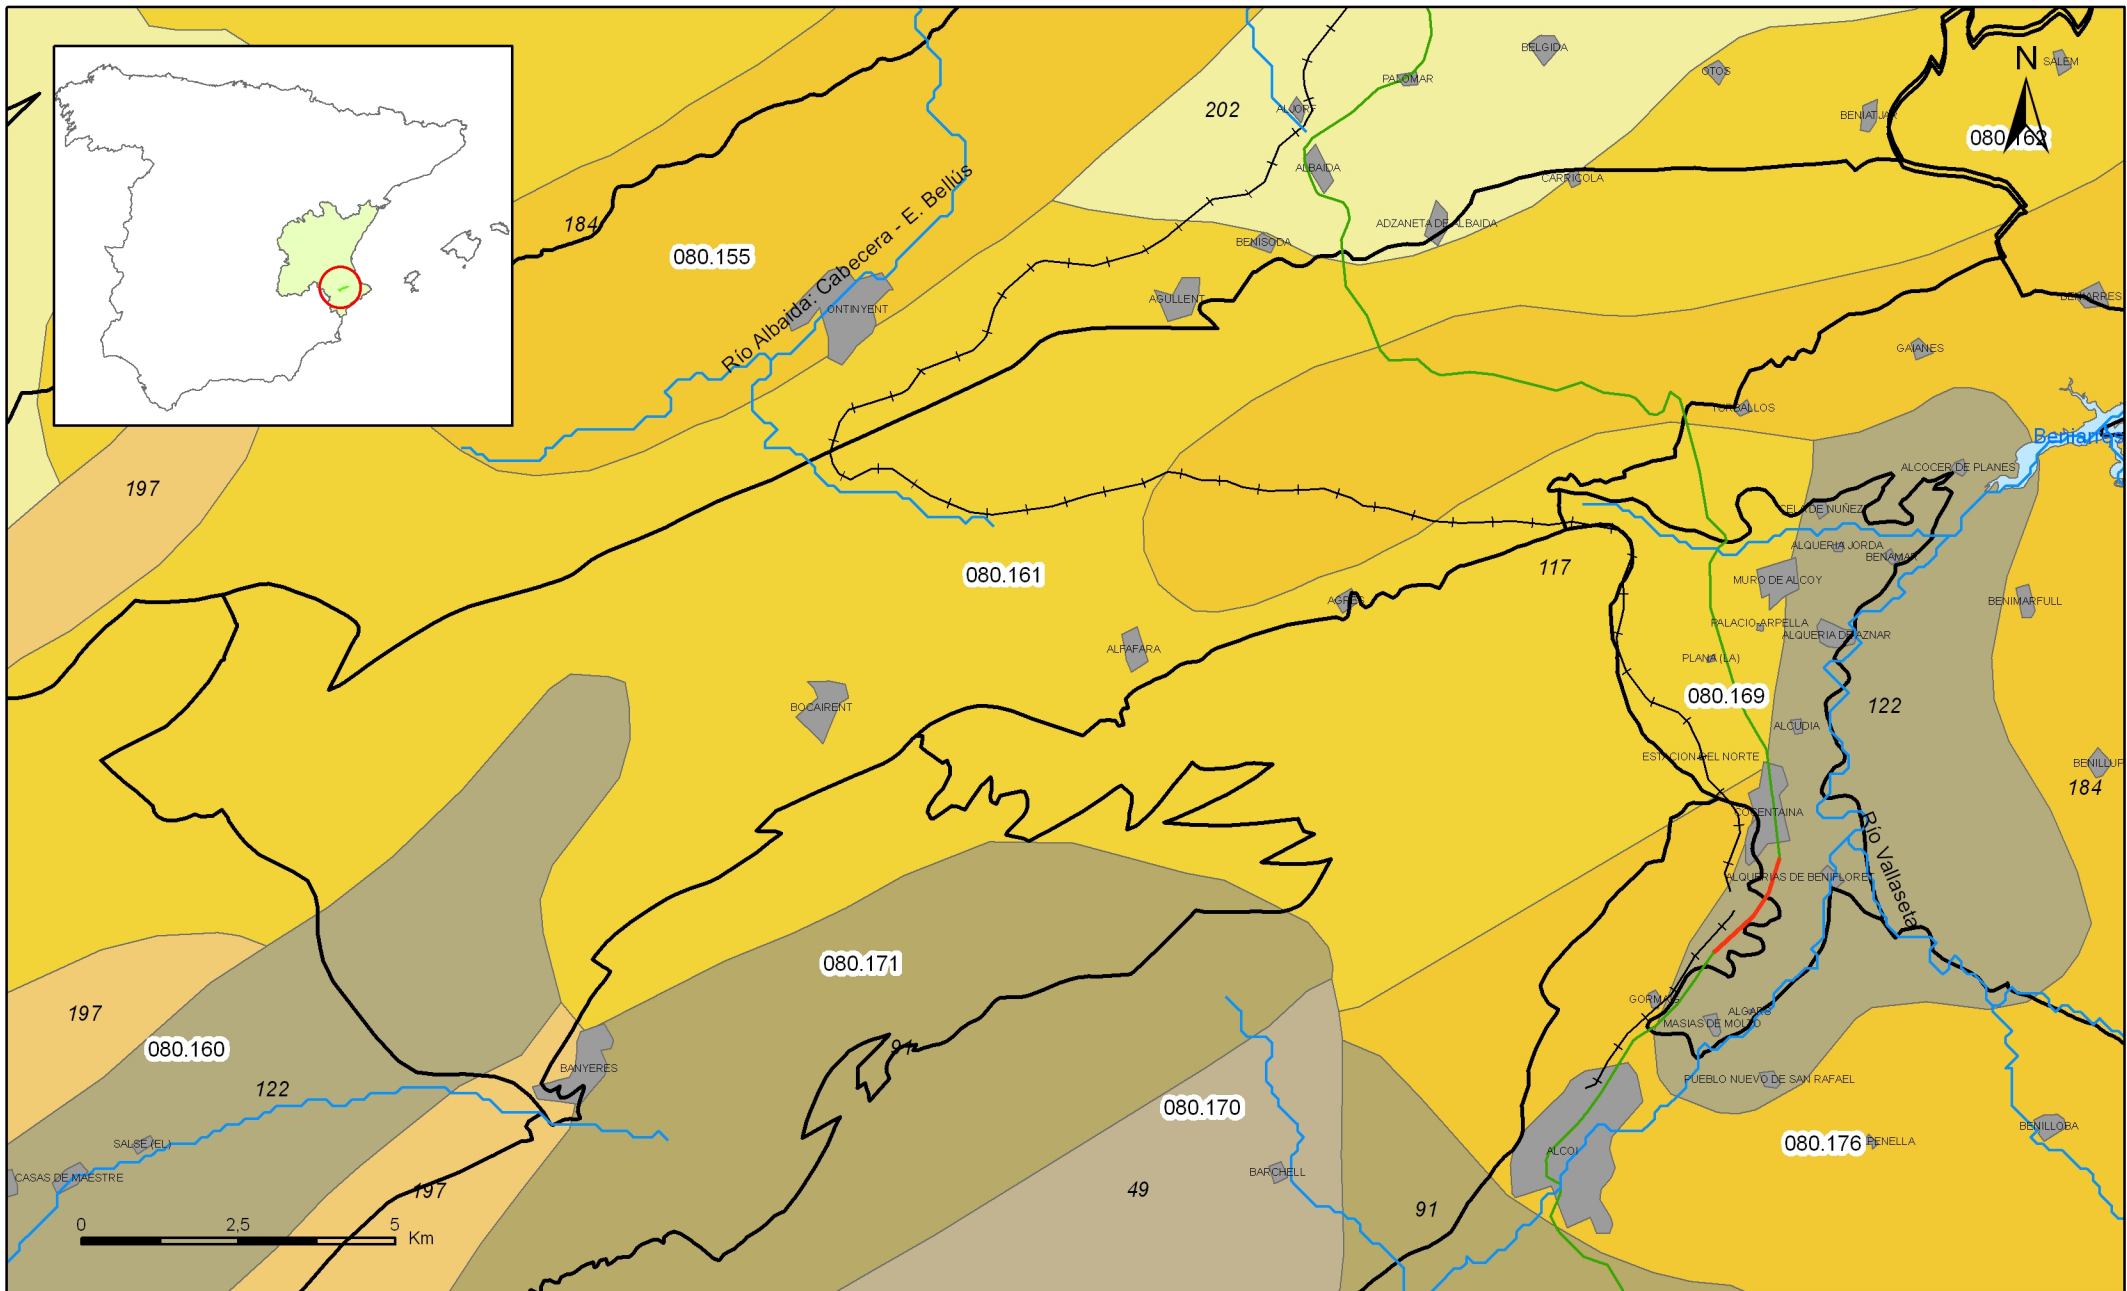 BELGIDA
N
SALEM
OTOS
PALOMAR
202
ALJORF
BENIATJAR
080.162
ALBAIDA
CARRICOLA
184
ADZANETA DE ALBAIDA
BENISODA
080.155
Río Albaida: Cabecera - E. Bellús
AGULLENT
BENIARRES
ONTINYENT
GAIANES
TURBALLOS
Beniarrés
ALCOCER DE PLANES
197
CELA DE NUÑEZ
ALQUERIA JORDA
BENAMAR
117
080.161
MURO DE ALCOY
AGRES
BENIMARFULL
PALACIO-ARPELLA
ALQUERIA DE AZNAR
ALFAFARA
PLANA (LA)
080.169
BOCAIRENT
122
ALCUDIA
ESTACION DEL NORTE
BENILLUP
184
COCENTAINA
Río Vallaseta
ALQUERIAS DE BENIFLORET
080.171
GORMAIG
197
ALGARS
MASIAS DE MOLTO
080.160
91
BANYERES
122
PUEBLO NUEVO DE SAN RAFAEL
080.170
BENILLOBA
SALSE (EL)
080.176
PENELLA
ALCOI
BARCHELL
CASAS DE MAESTRE
197
49
91
0 2,5 5
Km